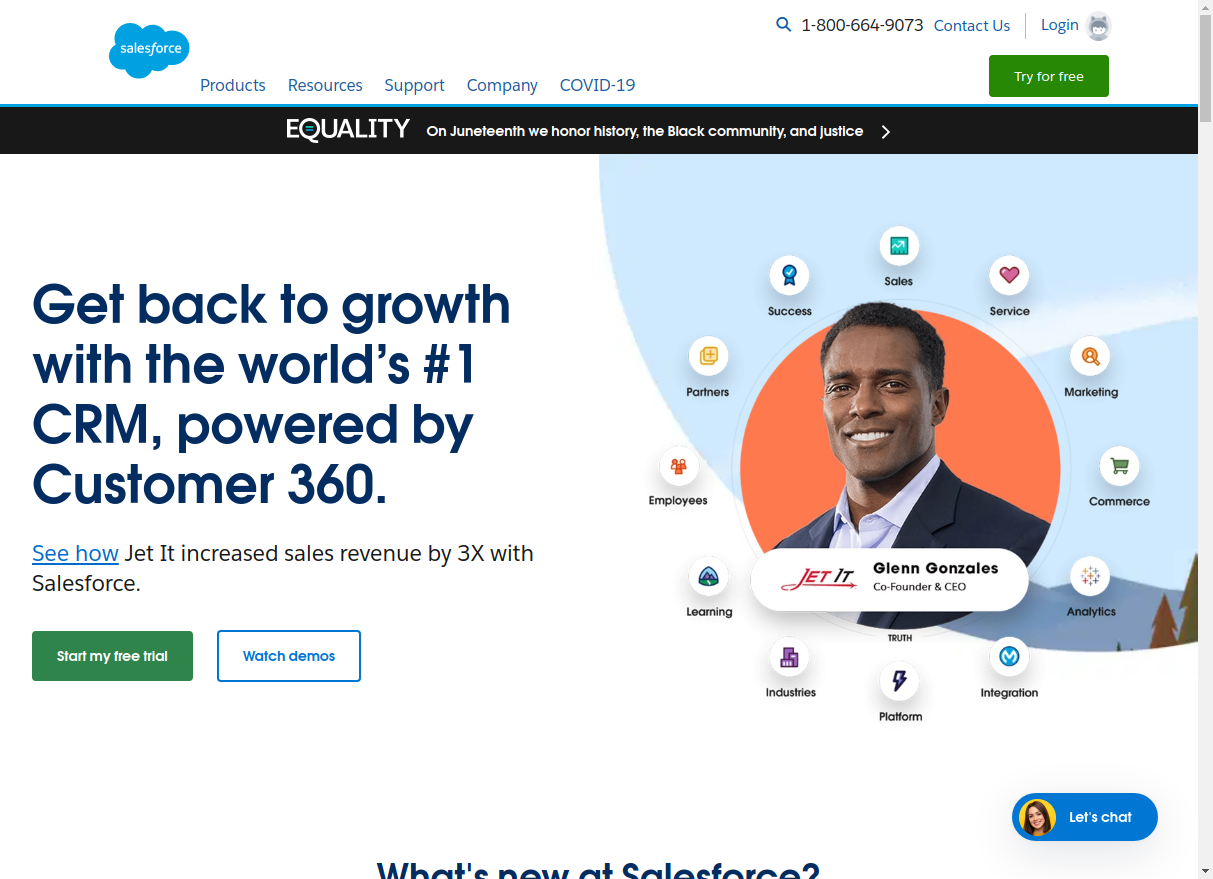 salesforce
1-800-664-9073 Contact Us Login
Products Resources Support Company COVID-19
Try for free
EQUALITY On Juneteenth we honor history, the Black community, and justice
Get back to growth
with the world’s #1
CRM, powered by
Customer 360.
See how Jet It increased sales revenue by 3X with
Salesforce.
Start my free trial
Watch demos
Sales
Success
Service
Partners
Marketing
Employees
Commerce
JET IT
Glenn Gonzales
Co-Founder & CEO
Learning
Analytics
TRUTH
Industries
Integration
Platform
Let's chat
What's new at Salesforce?